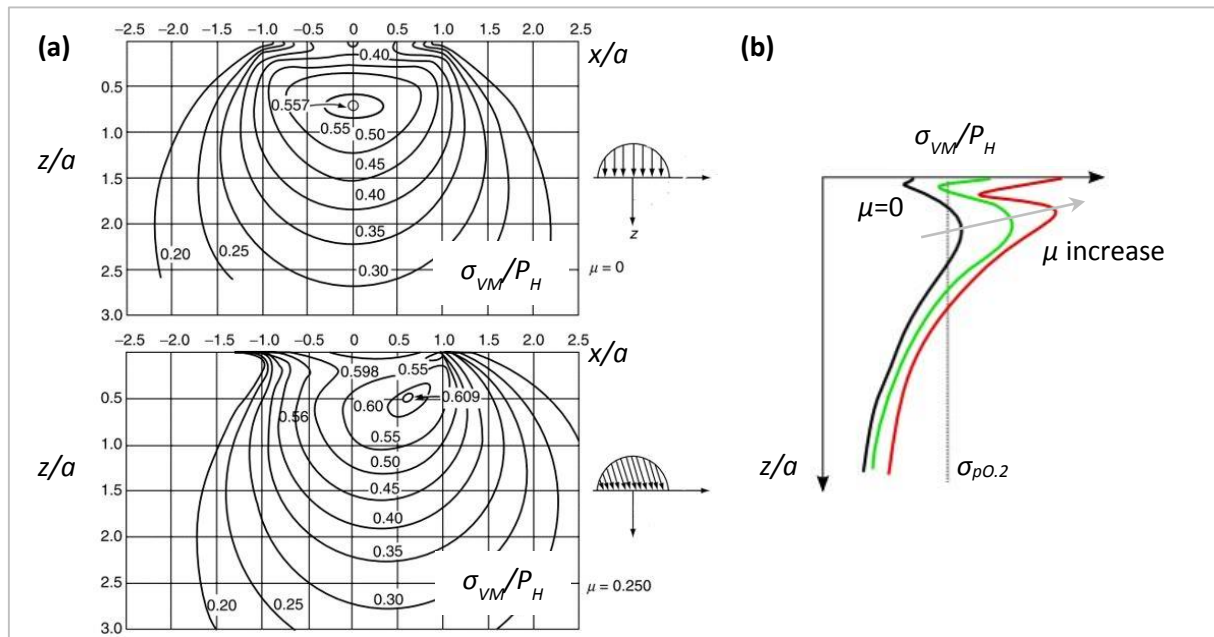 (a)
−2.5 −2.0 −1.5 −1.0 −0.5 0 0.5 1.0 1.5 2.0 2.5
x/a
0.40
0.5
0.557
0.55
1.0
0.50
z/a
0.45
1.5
0.40
2.0
0.35
z
0.20
0.25
2.5
0.30
σVM/PH
μ = 0
3.0
−2.5 −2.0 −1.5 −1.0 −0.5 0 0.5 1.0 1.5 2.0 2.5
x/a
0.598
0.55
0.5
0.60
0.609
0.56
1.0
0.55
z/a
0.50
1.5
0.45
0.40
2.0
0.35
2.5
0.20
0.25
0.30
σVM/PH
μ = 0.250
3.0
(b)
σVM/PH
μ=0
μ increase
z/a
σp0.2